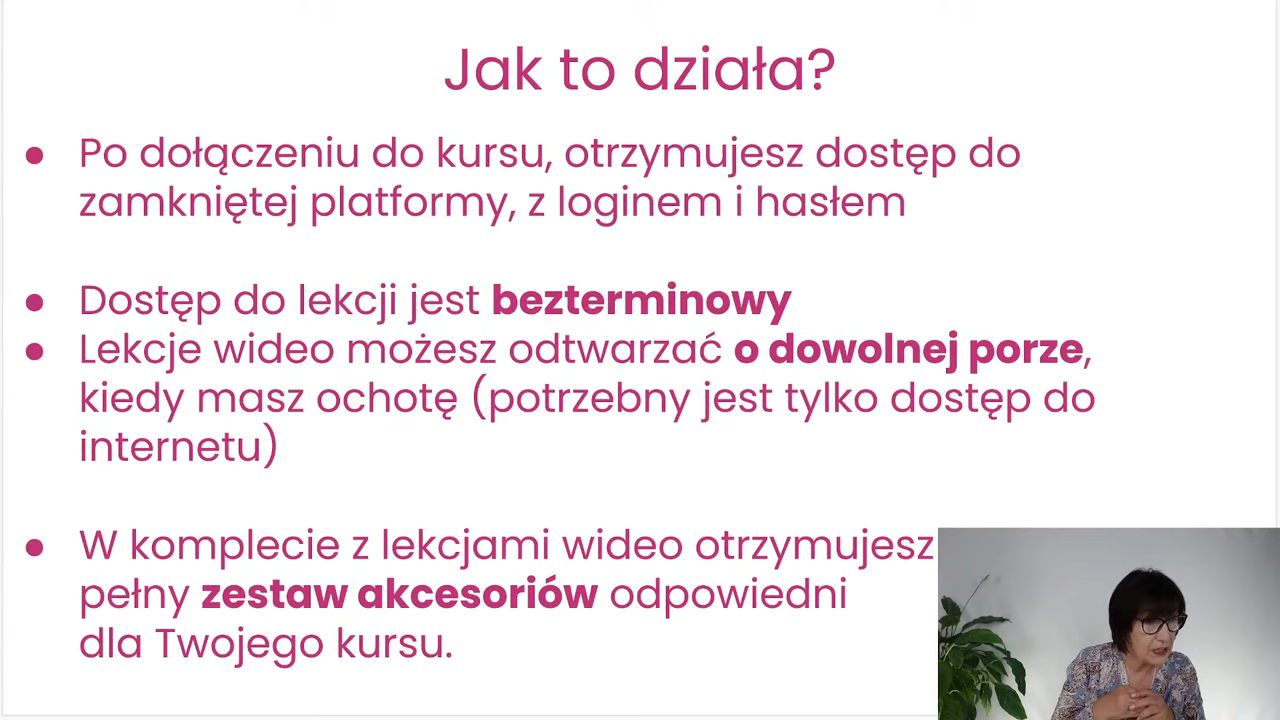 Jak to działa?
● Po dołączeniu do kursu, otrzymujesz dostęp do
zamkniętej platformy, z loginem i hasłem
● Dostęp do lekcji jest bezterminowy
● Lekcje wideo możesz odtwarzać o dowolnej porze,
kiedy masz ochotę (potrzebny jest tylko dostęp do
internetu)
● W komplecie z lekcjami wideo otrzymujesz
pełny zestaw akcesoriów odpowiedni
dla Twojego kursu.